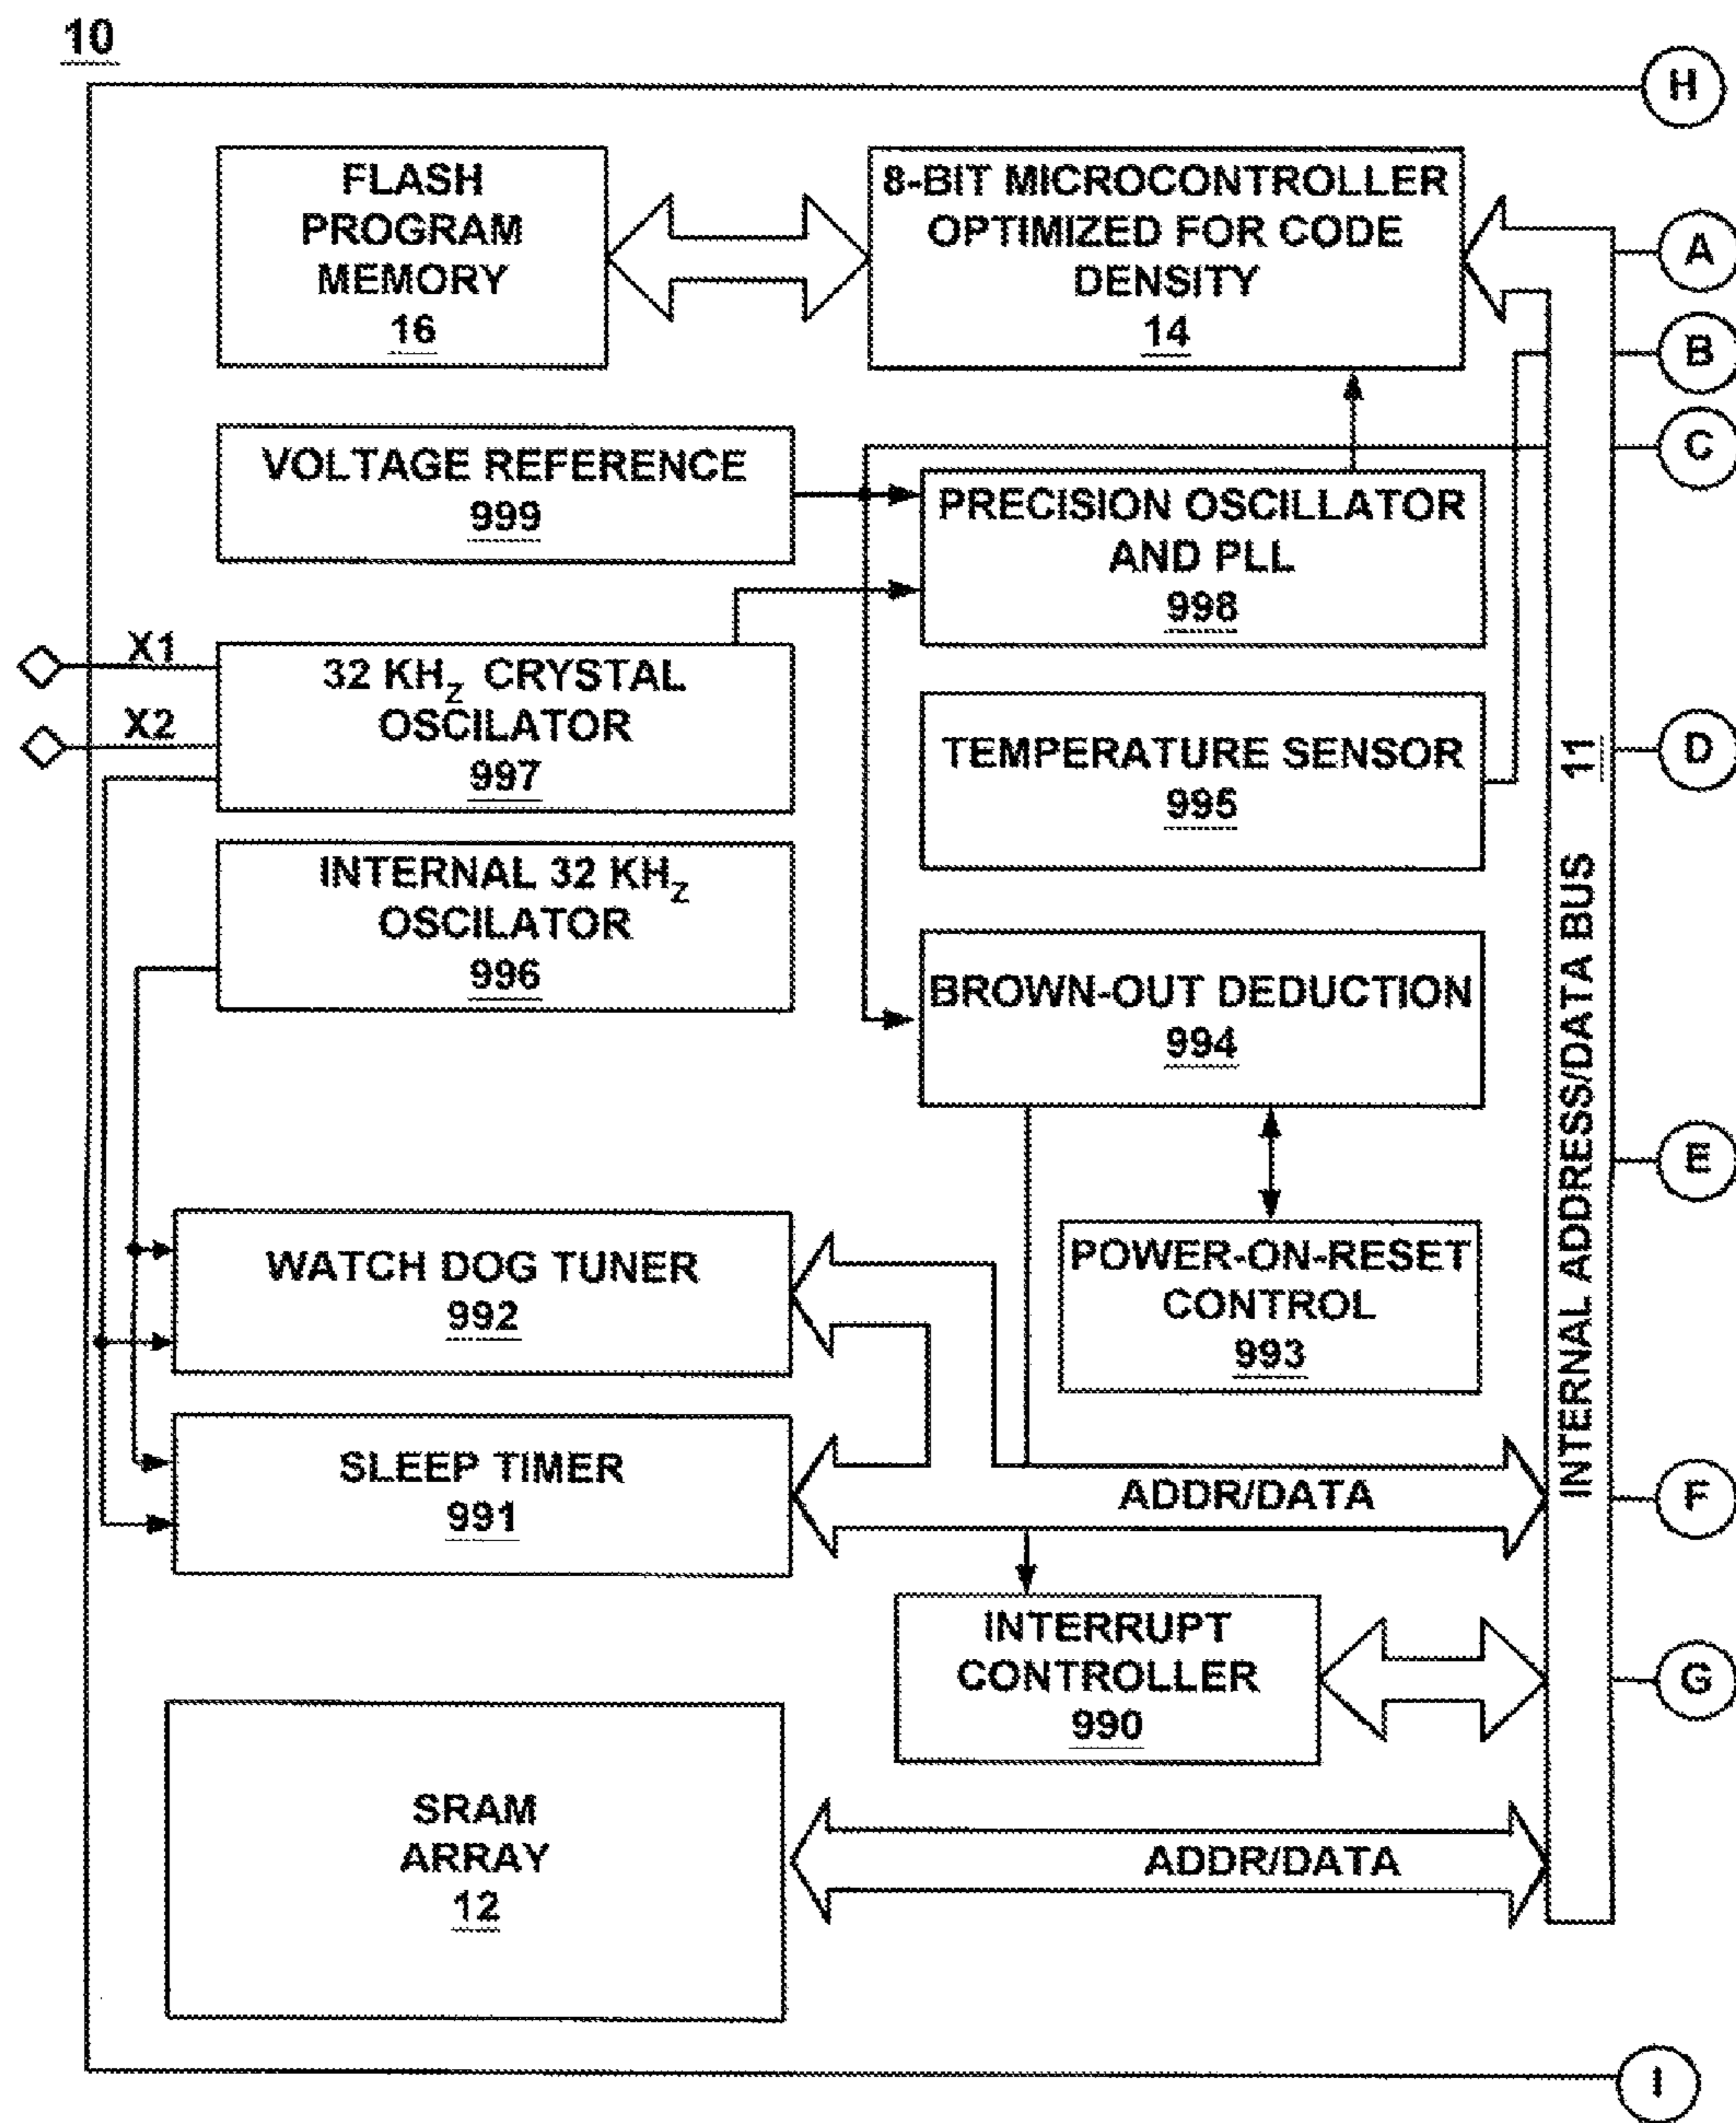 10
H
FLASH
PROGRAM
MEMORY
16
8-BIT MICROCONTROLLER
OPTIMIZED FOR CODE
DENSITY
14
A
B
C
VOLTAGE REFERENCE
999
PRECISION OSCILLATOR
AND PLL
998
X1
X2
32 KHZ CRYSTAL
OSCILATOR
997
TEMPERATURE SENSOR
995
D
INTERNAL 32 KHZ
OSCILATOR
996
BROWN-OUT DEDUCTION
994
INTERNAL ADDRESS/DATA BUS 11
E
WATCH DOG TUNER
992
POWER-ON-RESET
CONTROL
993
SLEEP TIMER
991
ADDR/DATA
F
INTERRUPT
CONTROLLER
990
G
SRAM
ARRAY
12
ADDR/DATA
I